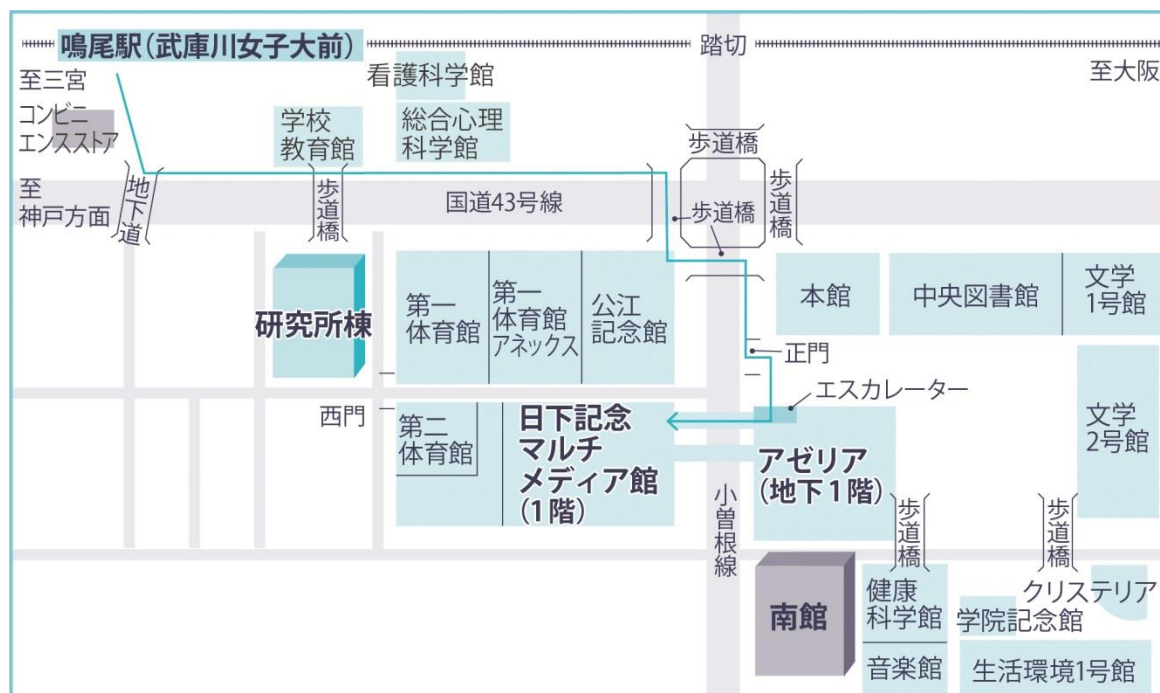 鳴尾駅(武庫川女子大前)
踏切
至三宮
至大阪
コンビニ
エンスストア
看護科学館
学校
教育館
総合心理
科学館
歩道橋
至
神戸方面
地下道
歩道橋
国道43号線
歩道橋
歩道橋
研究所棟
第一
体育館
第一
体育館
アネックス
公江
記念館
本館
中央図書館
文学
1号館
正門
エスカレーター
西門
第二
体育館
日下記念
マルチ
メディア館
(1階)
アゼリア
(地下1階)
文学
2号館
小曽根線
歩道橋
歩道橋
南館
健康
科学館
クリステリア
学院記念館
音楽館
生活環境1号館